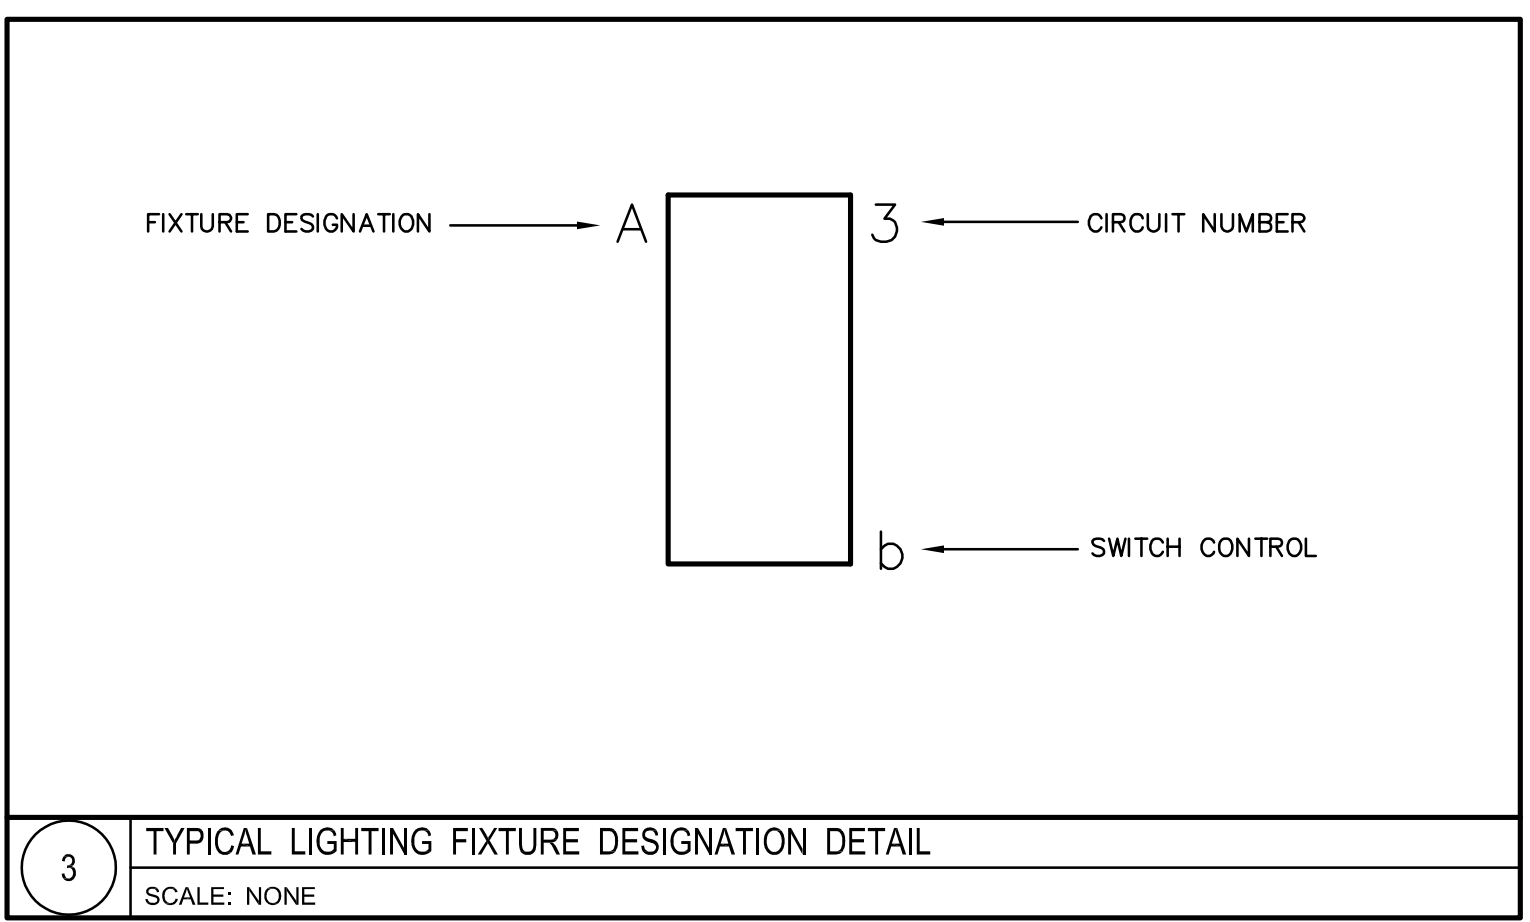 FIXTURE DESIGNATION A 3 CIRCUIT NUMBER
b SWITCH CONTROL
3 TYPICAL LIGHTING FIXTURE DESIGNATION DETAIL
SCALE: NONE